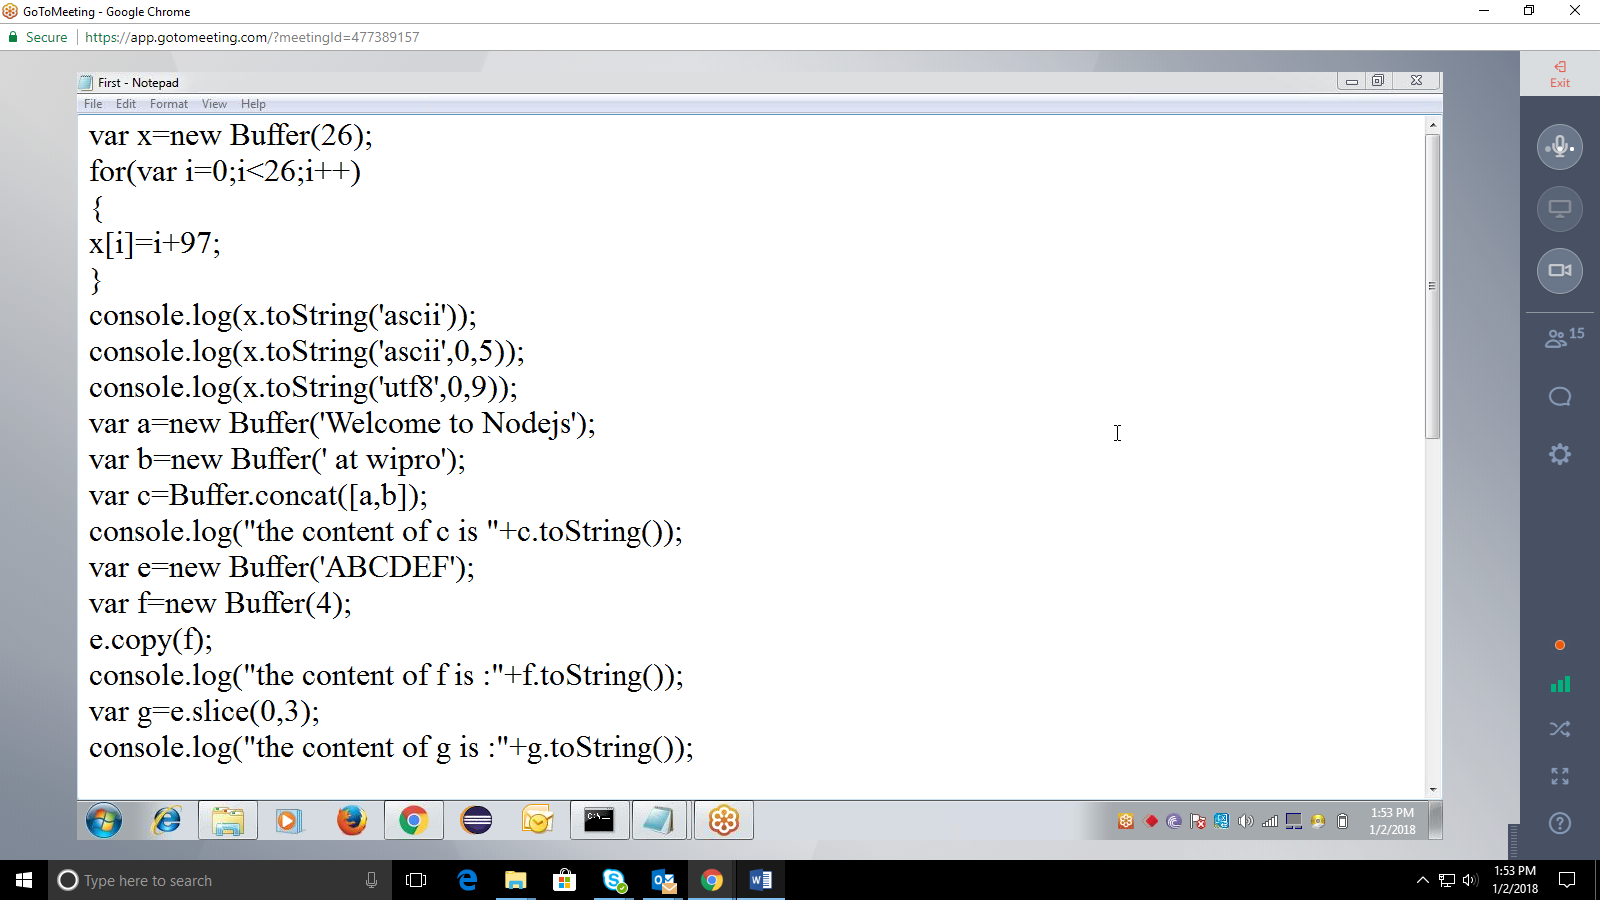 GoToMeeting - Google Chrome
Secure | https://app.gotomeeting.com/?meetingId=477389157
Exit
First - Notepad
File Edit Format View Help
var x=new Buffer(26);
for(var i=0;i<26;i++)
{
x[i]=i+97;
}
console.log(x.toString('ascii'));
console.log(x.toString('ascii',0,5));
console.log(x.toString('utf8',0,9));
var a=new Buffer('Welcome to Nodejs');
var b=new Buffer(' at wipro');
var c=Buffer.concat([a,b]);
console.log("the content of c is "+c.toString());
var e=new Buffer('ABCDEF');
var f=new Buffer(4);
e.copy(f);
console.log("the content of f is :"+f.toString());
var g=e.slice(0,3);
console.log("the content of g is :"+g.toString());
15
C:\_
1:53 PM
1/2/2018
Type here to search
1:53 PM
1/2/2018